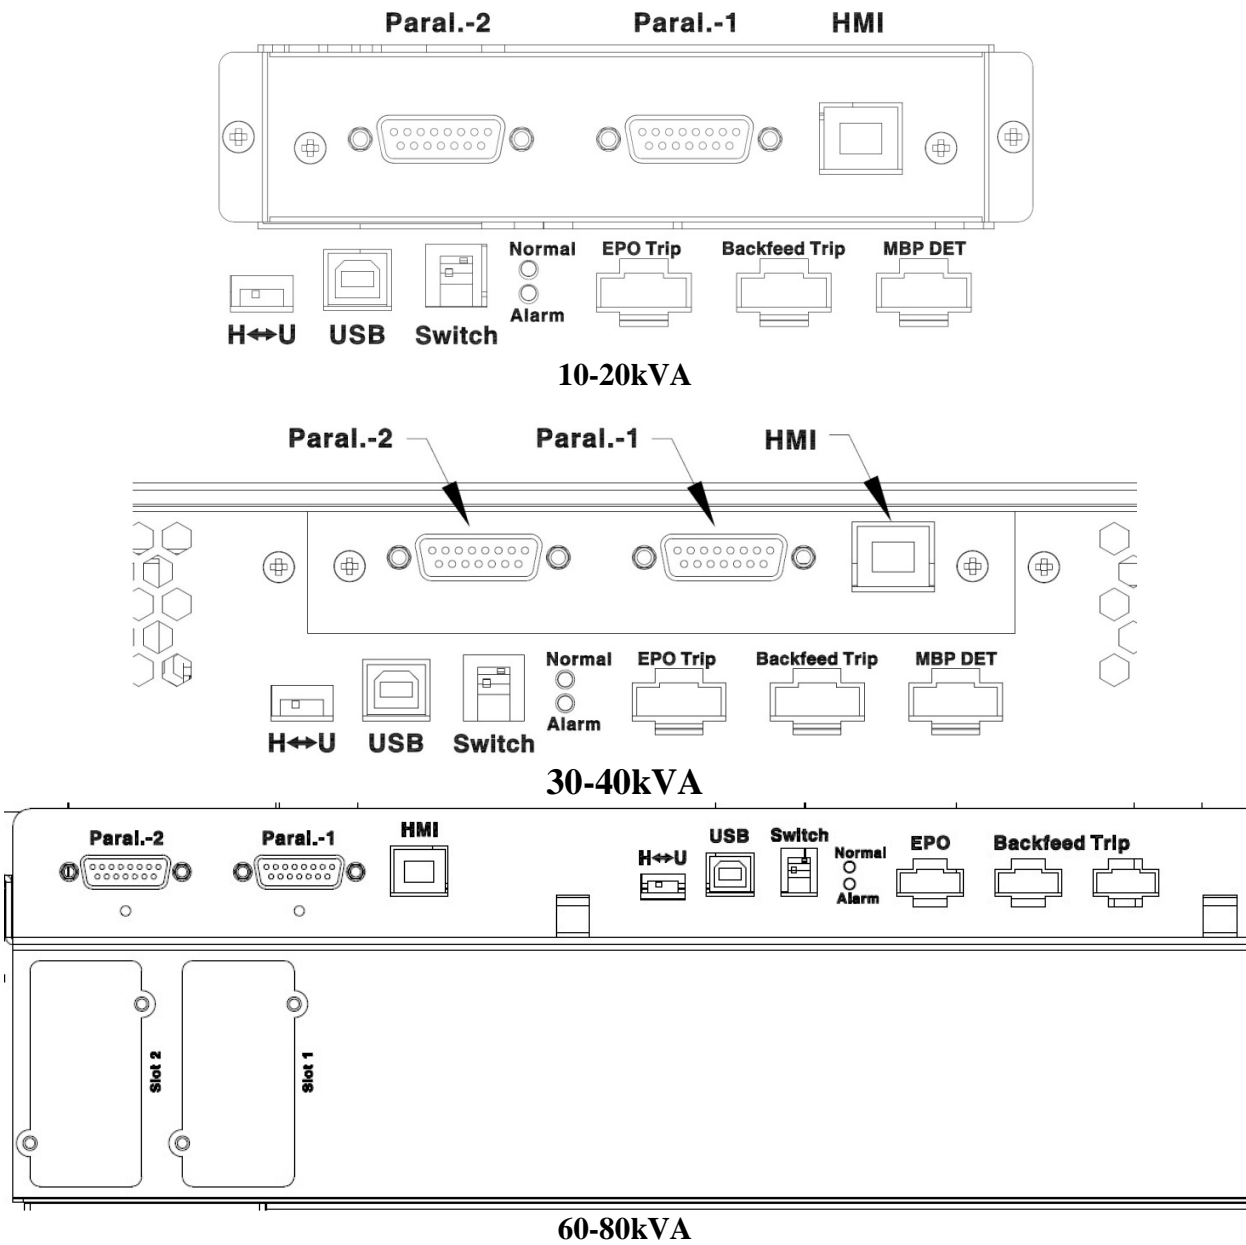 Paral.-2 Paral.-1 HMI
Normal EPO Trip Backfeed Trip MBP DET
Alarm
H⇔U USB Switch
10-20kVA
Paral.-2 Paral.-1 HMI
Normal EPO Trip Backfeed Trip MBP DET
Alarm
H⇔U USB Switch
30-40kVA
Paral.-2 Paral.-1 HMI USB Switch EPO Backfeed Trip
H⇔U Normal
Alarm
Slot 2 Slot 1
60-80kVA